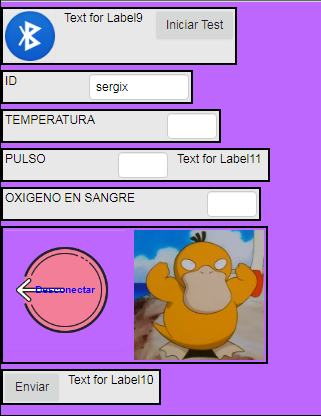 Text for Label9 Iniciar Test
ID sergix
TEMPERATURA
PULSO Text for Label11
OXIGENO EN SANGRE
Desconectar
Enviar Text for Label10